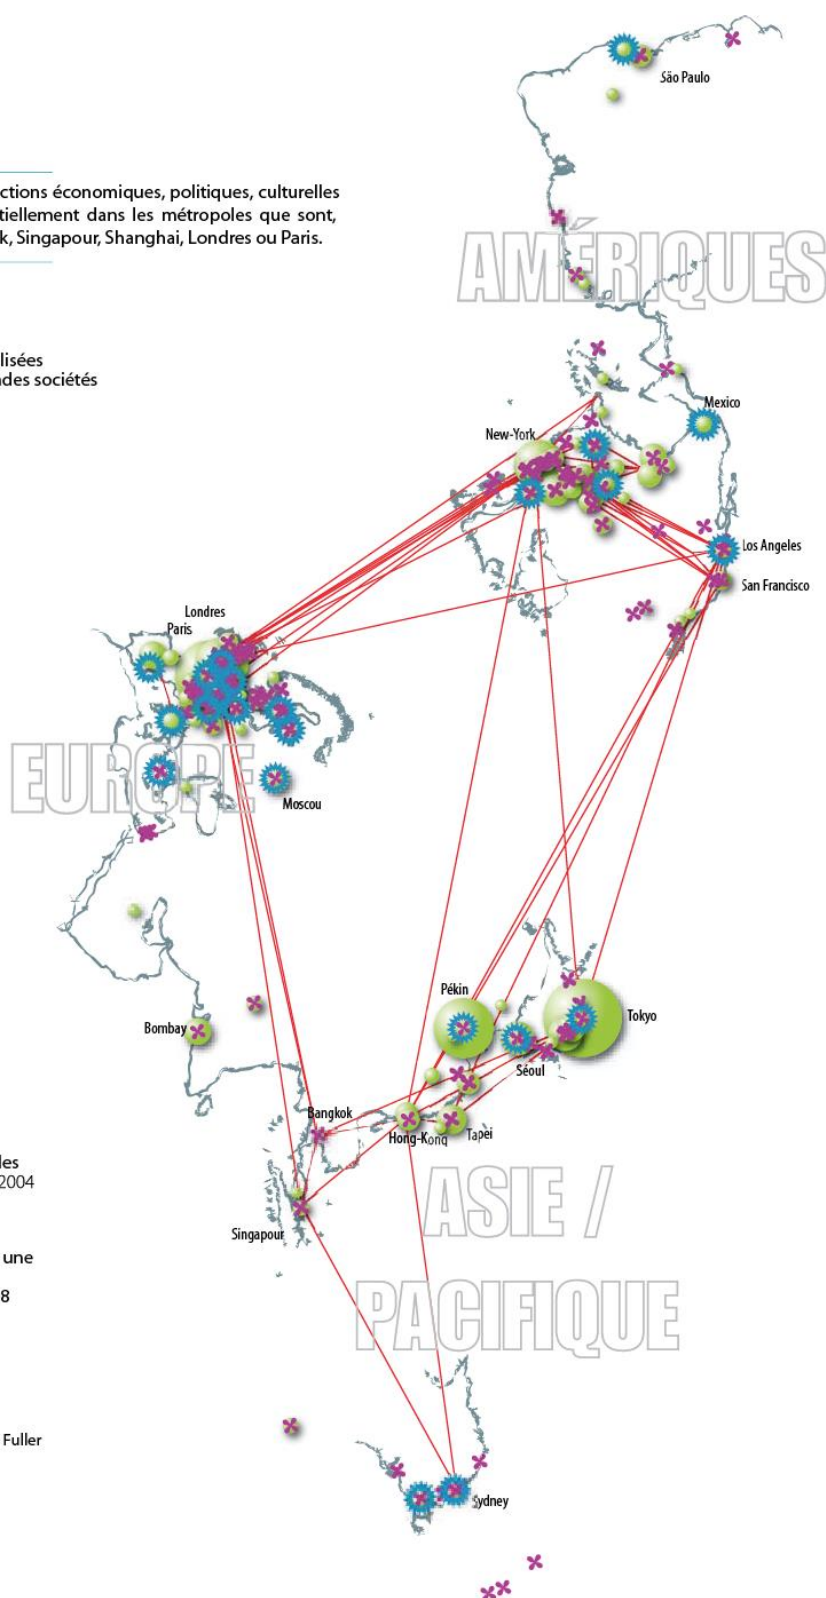 São Paulo
ctions économiques, politiques, culturelles
tiellement dans les métropoles que sont,
k, Singapour, Shanghai, Londres ou Paris.
AMÉRIQUES
lisées
ndes sociétés
Mexico
New-York
Los Angeles
San Francisco
Londres
Paris
EUROPE
Moscou
Pékin
Tokyo
Bombay
Séoul
Bangkok
Hong-Kong
Tapei
les
2004
ASIE /
Singapour
une
8
PACIFIQUE
Fuller
Sydney